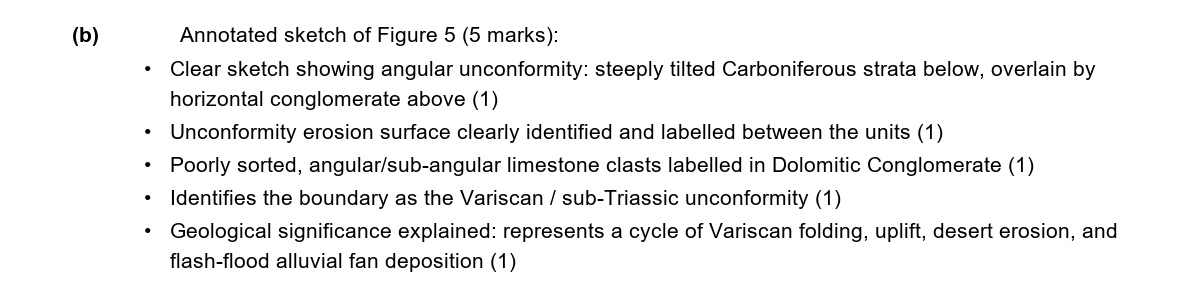 (b) Annotated sketch of Figure 5 (5 marks):
• Clear sketch showing angular unconformity: steeply tilted Carboniferous strata below, overlain by
horizontal conglomerate above (1)
• Unconformity erosion surface clearly identified and labelled between the units (1)
• Poorly sorted, angular/sub-angular limestone clasts labelled in Dolomitic Conglomerate (1)
• Identifies the boundary as the Variscan / sub-Triassic unconformity (1)
• Geological significance explained: represents a cycle of Variscan folding, uplift, desert erosion, and
flash-flood alluvial fan deposition (1)